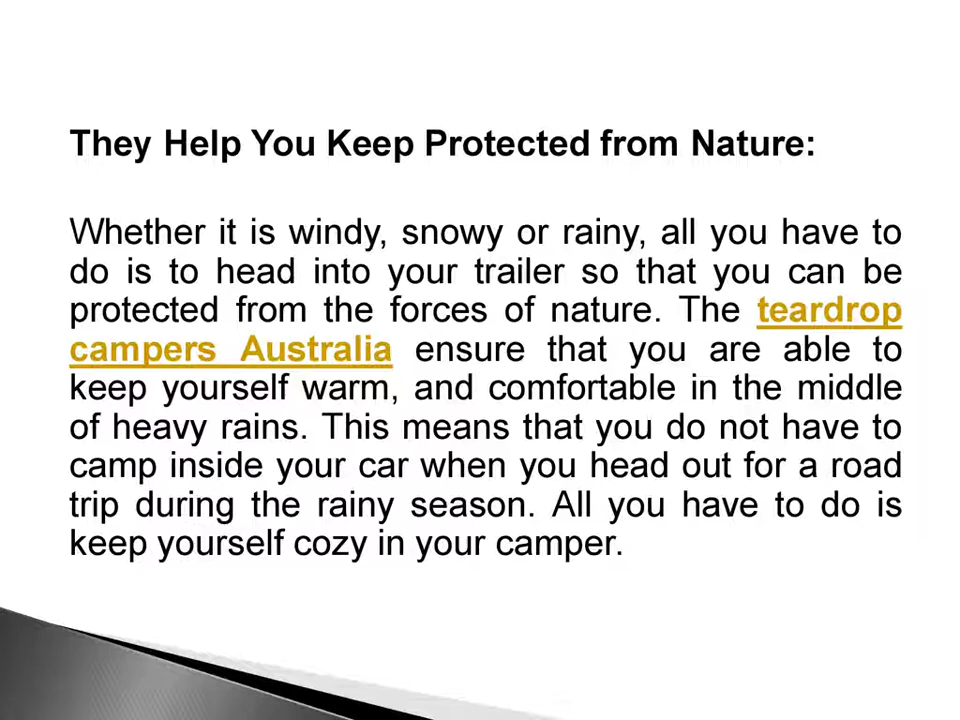 They Help You Keep Protected from Nature:
Whether it is windy, snowy or rainy, all you have to
do is to head into your trailer so that you can be
protected from the forces of nature. The teardrop
campers Australia ensure that you are able to
keep yourself warm, and comfortable in the middle
of heavy rains. This means that you do not have to
camp inside your car when you head out for a road
trip during the rainy season. All you have to do is
keep yourself cozy in your camper.